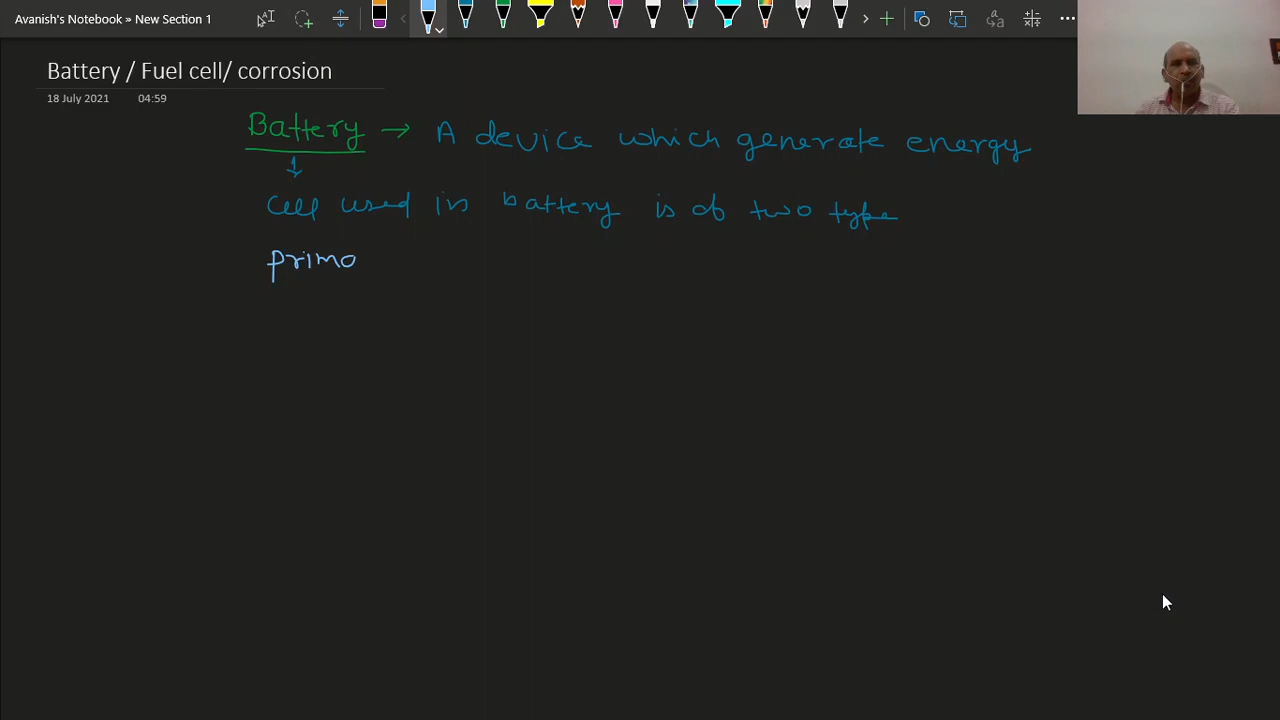 Avanish's Notebook » New Section 1
Battery / Fuel cell/ corrosion
18 July 2021 04:59
Battery → A device which generate energy
↓
Cell used in battery is of two type
primo